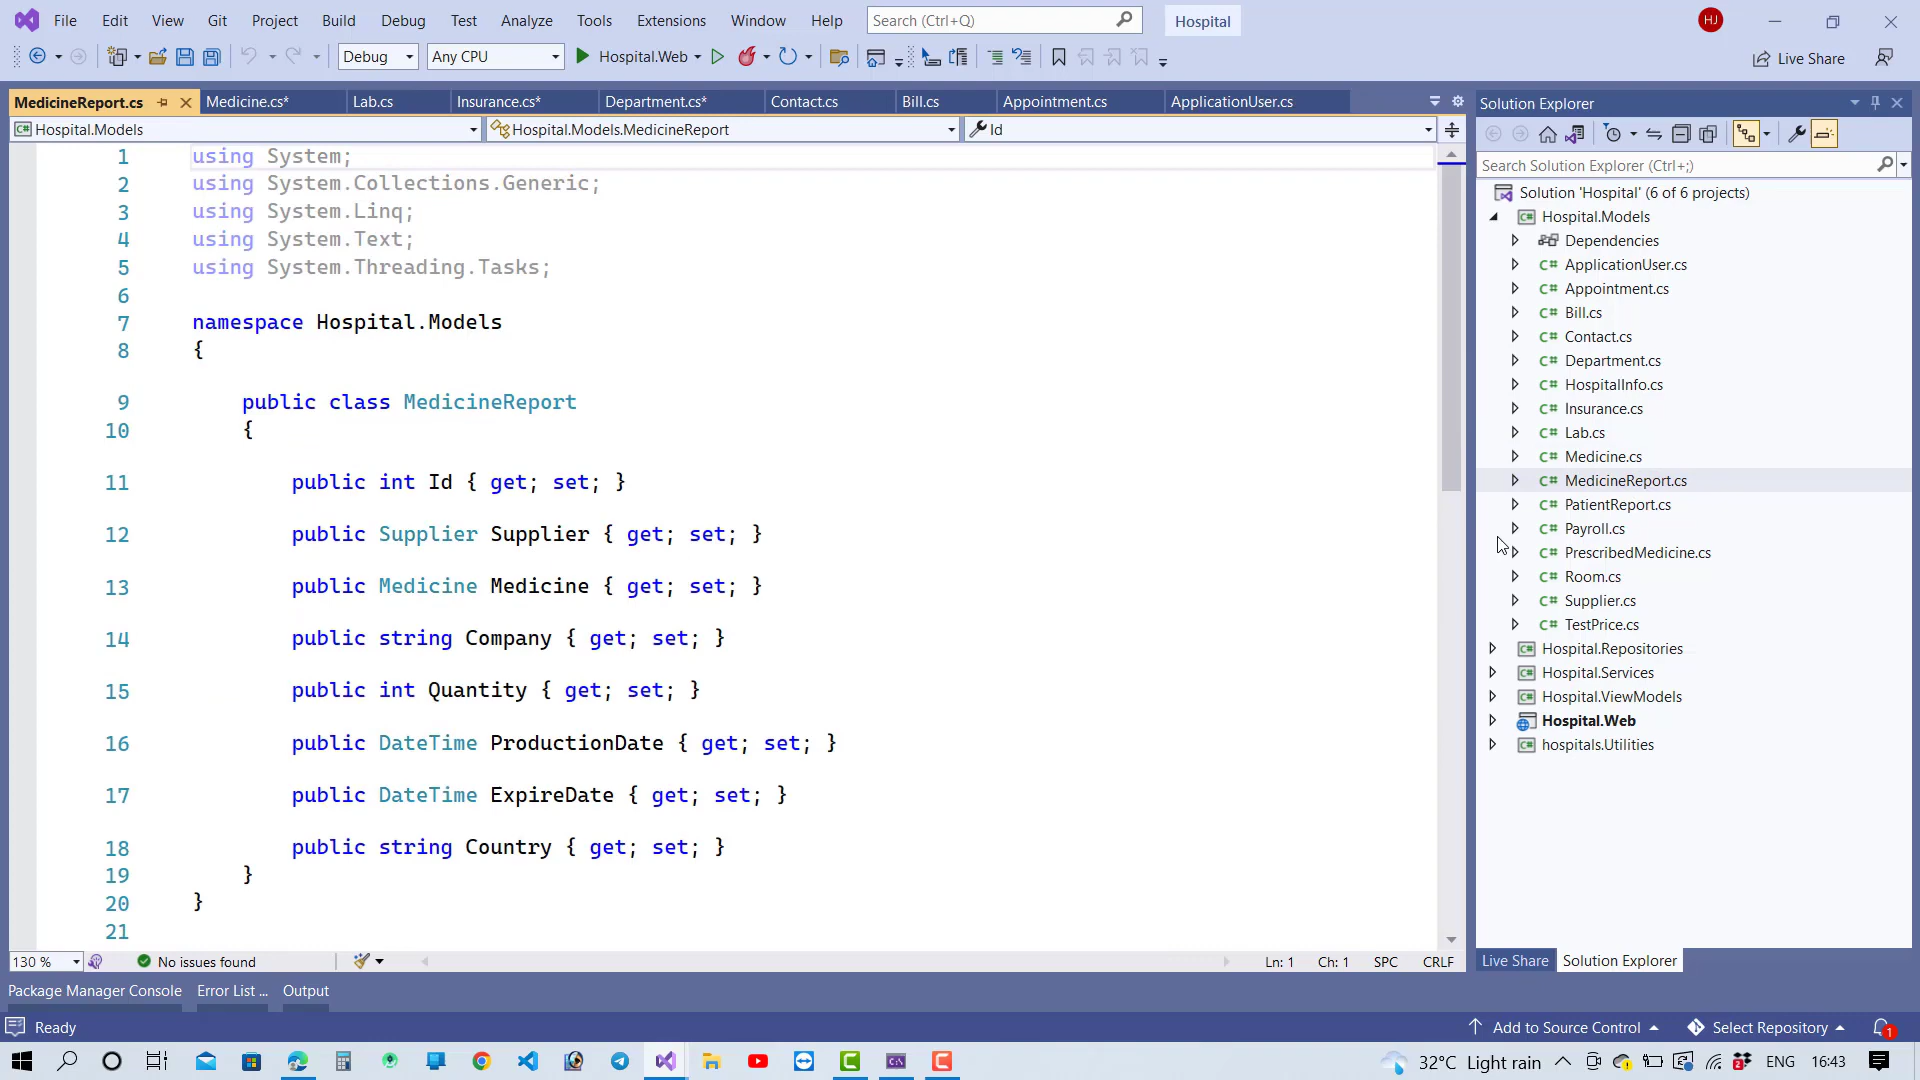 File Edit View Git Project Build Debug Test Analyze Tools Extensions Window Help Search (Ctrl+Q) Hospital HJ
Debug Any CPU Hospital.Web Live Share
MedicineReport.cs Medicine.cs* Lab.cs Insurance.cs* Department.cs* Contact.cs Bill.cs Appointment.cs ApplicationUser.cs
Hospital.Models Hospital.Models.MedicineReport Id
1 using System;
2 using System.Collections.Generic;
3 using System.Linq;
4 using System.Text;
5 using System.Threading.Tasks;
6
7 namespace Hospital.Models
8 {
9 public class MedicineReport
10 {
11 public int Id { get; set; }
12 public Supplier Supplier { get; set; }
13 public Medicine Medicine { get; set; }
14 public string Company { get; set; }
15 public int Quantity { get; set; }
16 public DateTime ProductionDate { get; set; }
17 public DateTime ExpireDate { get; set; }
18 public string Country { get; set; }
19 }
20 }
21
130 % No issues found Ln: 1 Ch: 1 SPC CRLF
Solution Explorer
Search Solution Explorer (Ctrl+;)
Solution 'Hospital' (6 of 6 projects)
C# Hospital.Models
Dependencies
C# ApplicationUser.cs
C# Appointment.cs
C# Bill.cs
C# Contact.cs
C# Department.cs
C# HospitalInfo.cs
C# Insurance.cs
C# Lab.cs
C# Medicine.cs
C# MedicineReport.cs
C# PatientReport.cs
C# Payroll.cs
C# PrescribedMedicine.cs
C# Room.cs
C# Supplier.cs
C# TestPrice.cs
C# Hospital.Repositories
C# Hospital.Services
C# Hospital.ViewModels
Hospital.Web
C# hospitals.Utilities
Live Share Solution Explorer
Package Manager Console Error List ... Output
Ready Add to Source Control Select Repository 1
32°C Light rain ENG 16:43